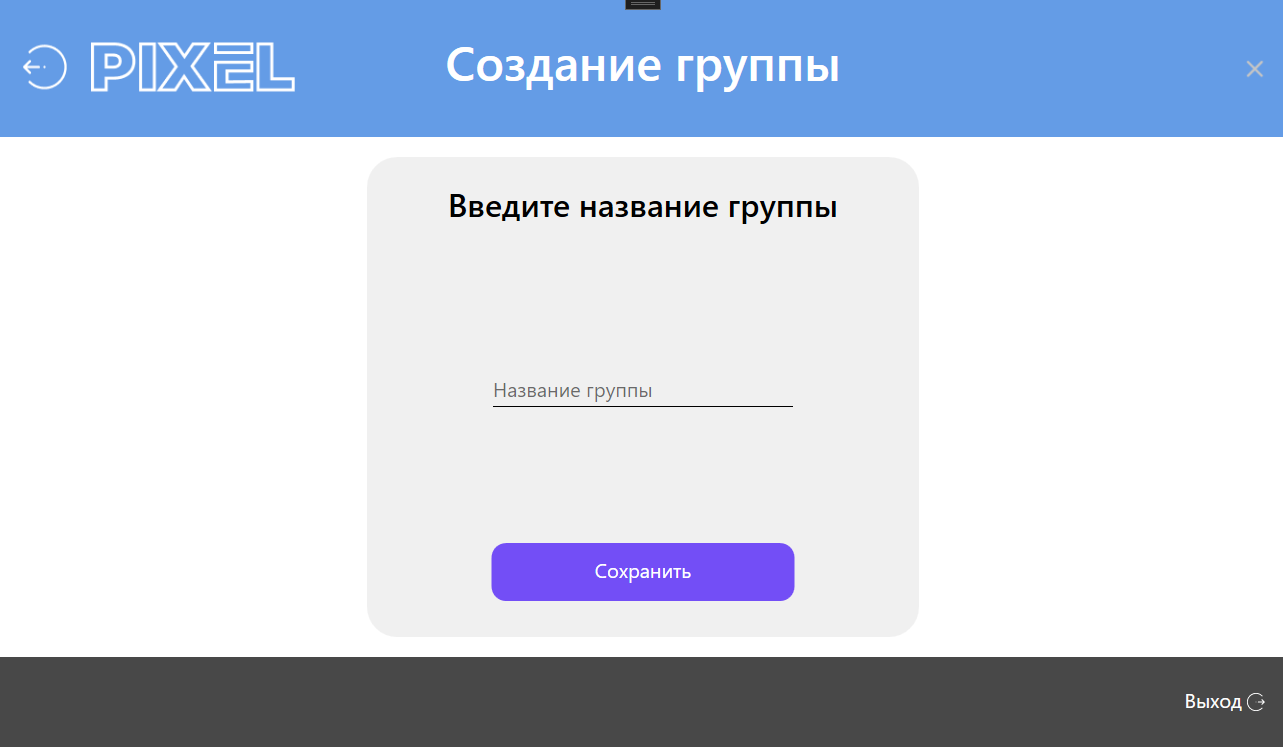 PIXEL
Создание группы
Введите название группы
Название группы
Сохранить
Выход